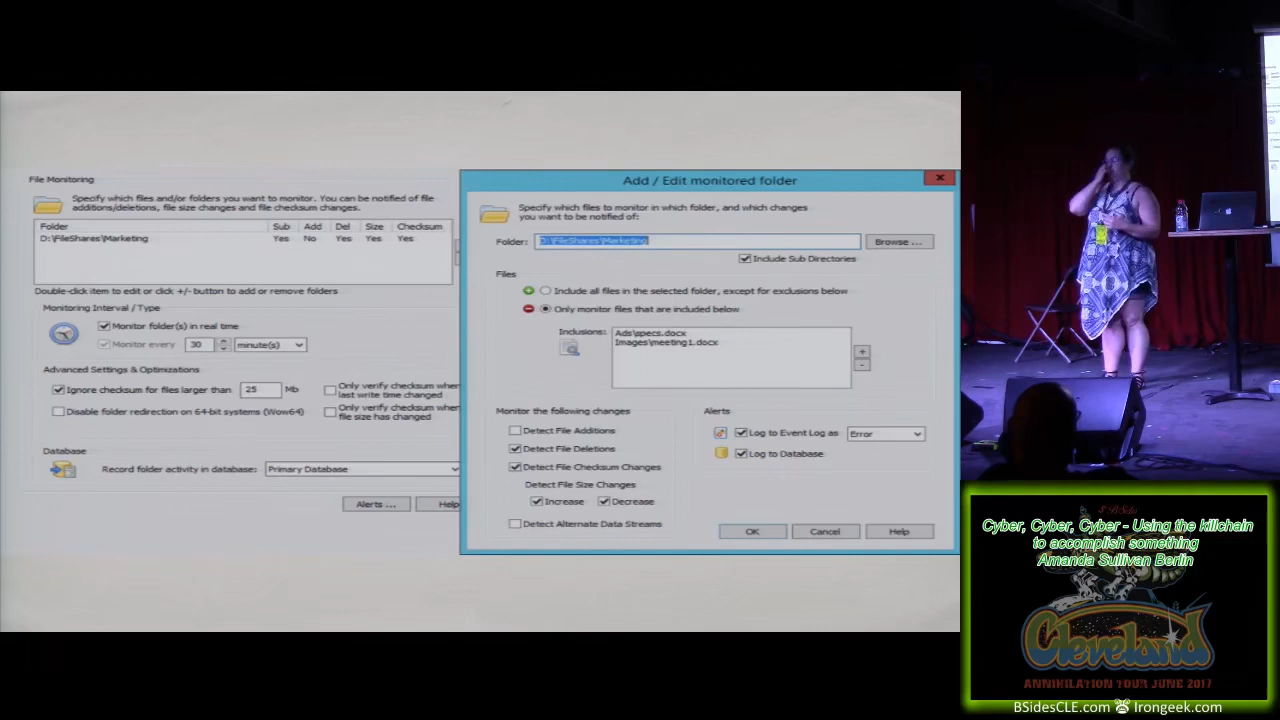 File Monitoring
Specify which files and/or folders you want to monitor. You can be notified of file
additions/deletions, file size changes and file checksum changes.
Folder Sub Add Del Size Checksum
D:\FileShares\Marketing Yes No Yes Yes Yes
Double-click item to edit or click +/- button to add or remove folders
Monitoring Interval / Type
Monitor folder(s) in real time
Monitor every 30 minute(s)
Advanced Settings & Optimizations
Ignore checksum for files larger than 25 Mb
Only verify checksum when
last write time changed
Disable folder redirection on 64-bit systems (Wow64)
Only verify checksum when
file size has changed
Database
Record folder activity in database: Primary Database
Alerts ... Help
Add / Edit monitored folder
Specify which files to monitor in which folder, and which changes
you want to be notified of:
Folder: D:\FileShares\Marketing Browse ...
Include Sub Directories
Files
Include all files in the selected folder, except for exclusions below
Only monitor files that are included below
Inclusions:
Ads\specs.docx
Images\meeting1.docx
+
-
Monitor the following changes
Detect File Additions
Detect File Deletions
Detect File Checksum Changes
Detect File Size Changes
Increase Decrease
Detect Alternate Data Streams
Alerts
Log to Event Log as Error
Log to Database
OK Cancel Help
Cyber, Cyber, Cyber - Using the killchain
to accomplish something
Amanda Sullivan Berlin
Cleveland
ANNIHILATION TOUR JUNE 2017
BSidesCLE.com Irongeek.com